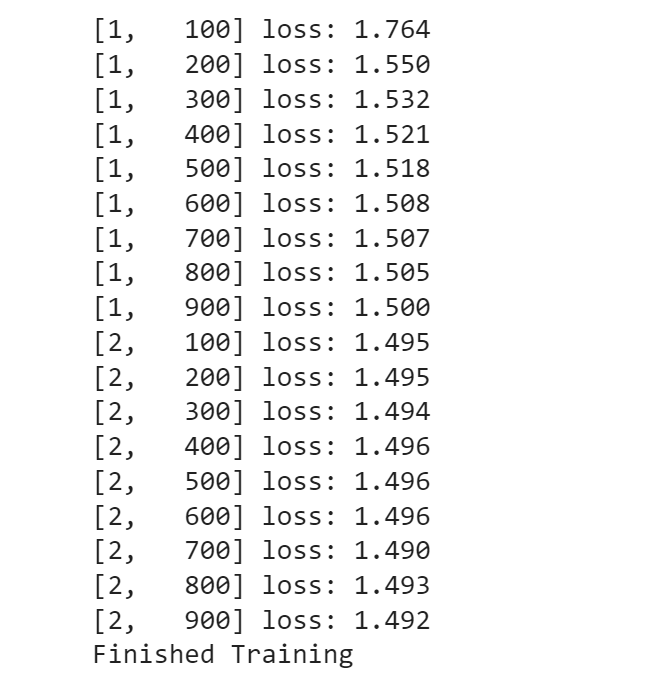 [1,   100] loss: 1.764
[1,   200] loss: 1.550
[1,   300] loss: 1.532
[1,   400] loss: 1.521
[1,   500] loss: 1.518
[1,   600] loss: 1.508
[1,   700] loss: 1.507
[1,   800] loss: 1.505
[1,   900] loss: 1.500
[2,   100] loss: 1.495
[2,   200] loss: 1.495
[2,   300] loss: 1.494
[2,   400] loss: 1.496
[2,   500] loss: 1.496
[2,   600] loss: 1.496
[2,   700] loss: 1.490
[2,   800] loss: 1.493
[2,   900] loss: 1.492
Finished Training